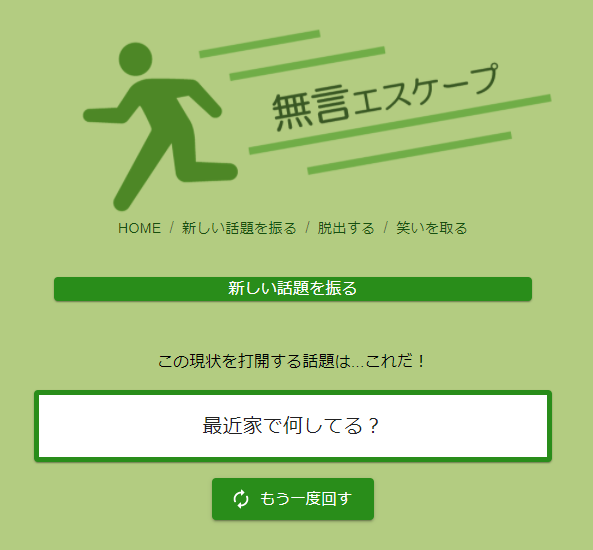 無言エスケープ
HOME / 新しい話題を振る / 脱出する / 笑いを取る
新しい話題を振る
この現状を打開する話題は...これだ！
最近家で何してる？
もう一度回す